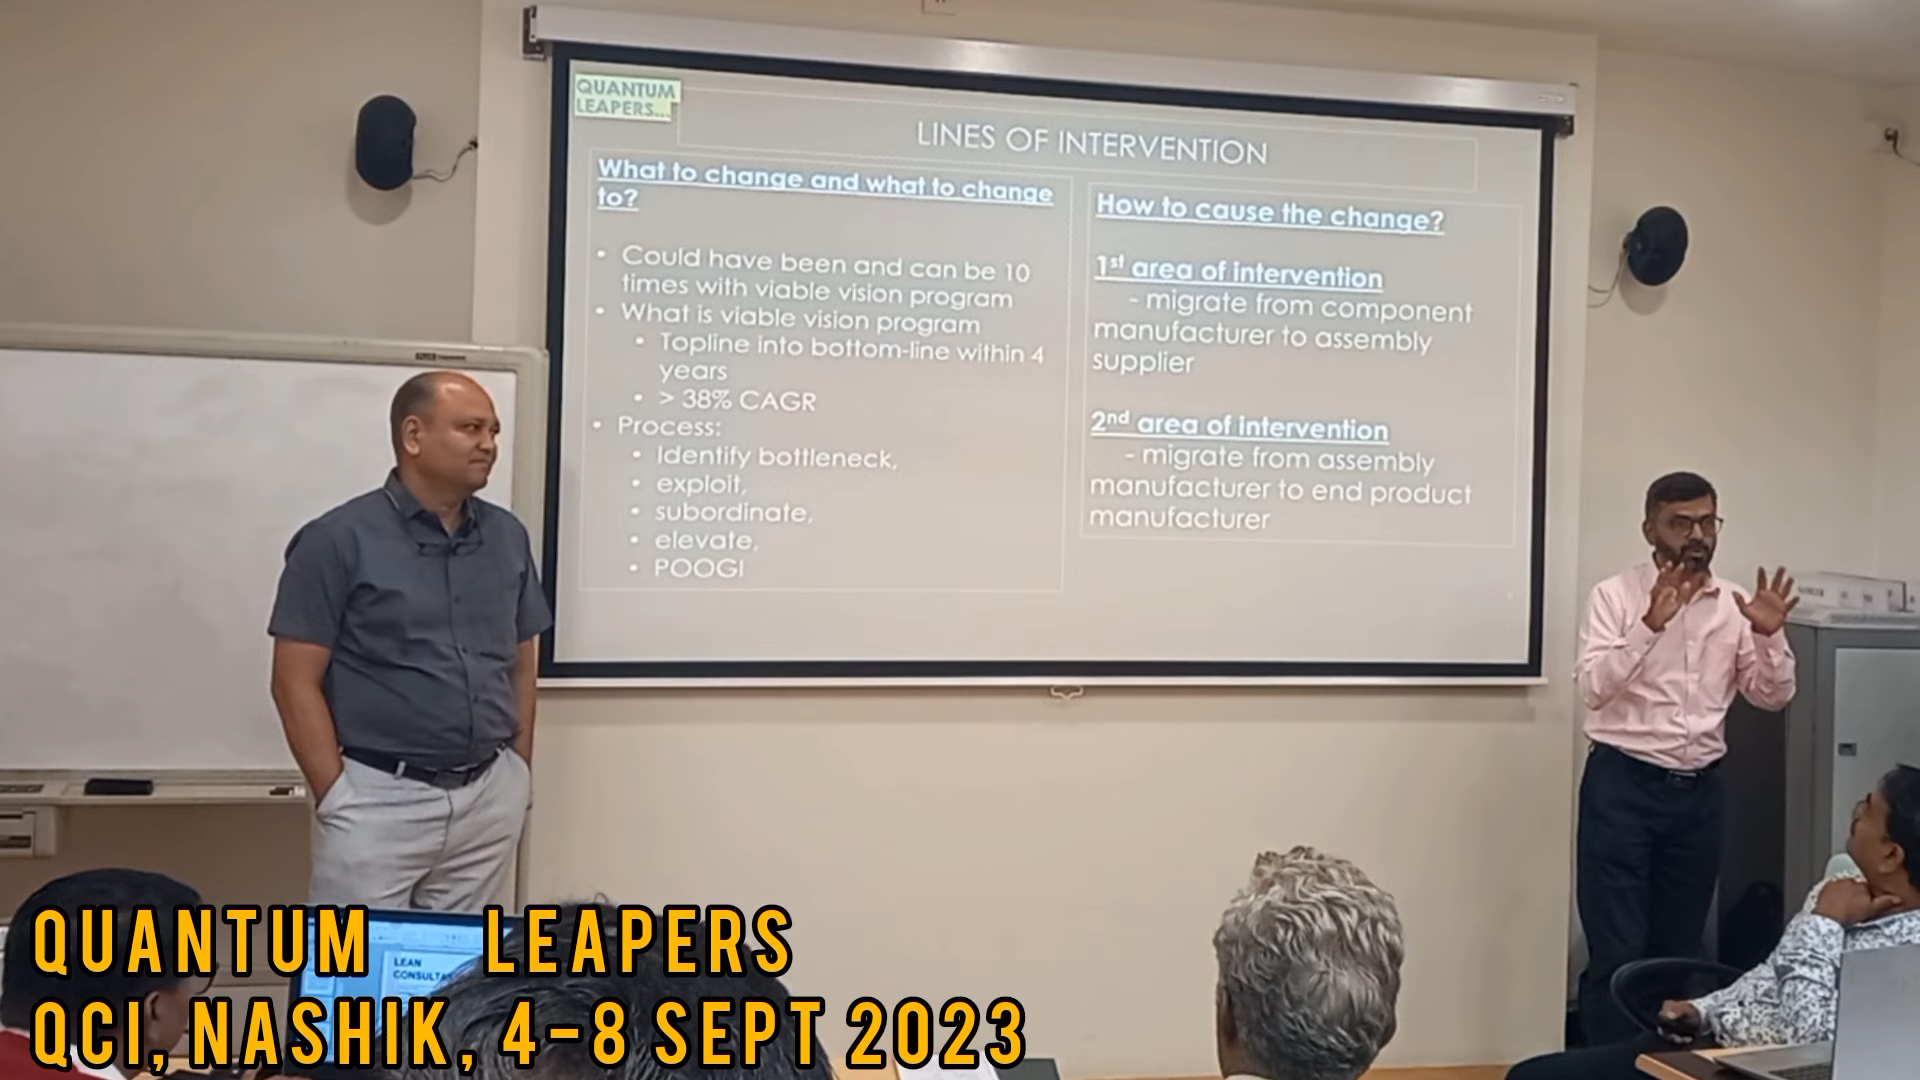 QUANTUM
LEAPERS...
LINES OF INTERVENTION
What to change and what to change
to?
• Could have been and can be 10
times with viable vision program
• What is viable vision program
• Topline into bottom-line within 4
years
• > 38% CAGR
• Process:
• Identify bottleneck,
• exploit,
• subordinate,
• elevate,
• POOGI
How to cause the change?
1st area of intervention
- migrate from component
manufacturer to assembly
supplier
2nd area of intervention
- migrate from assembly
manufacturer to end product
manufacturer
LEAN
QUANTUM LEAPERS
QCI, NASHIK, 4-8 SEPT 2023